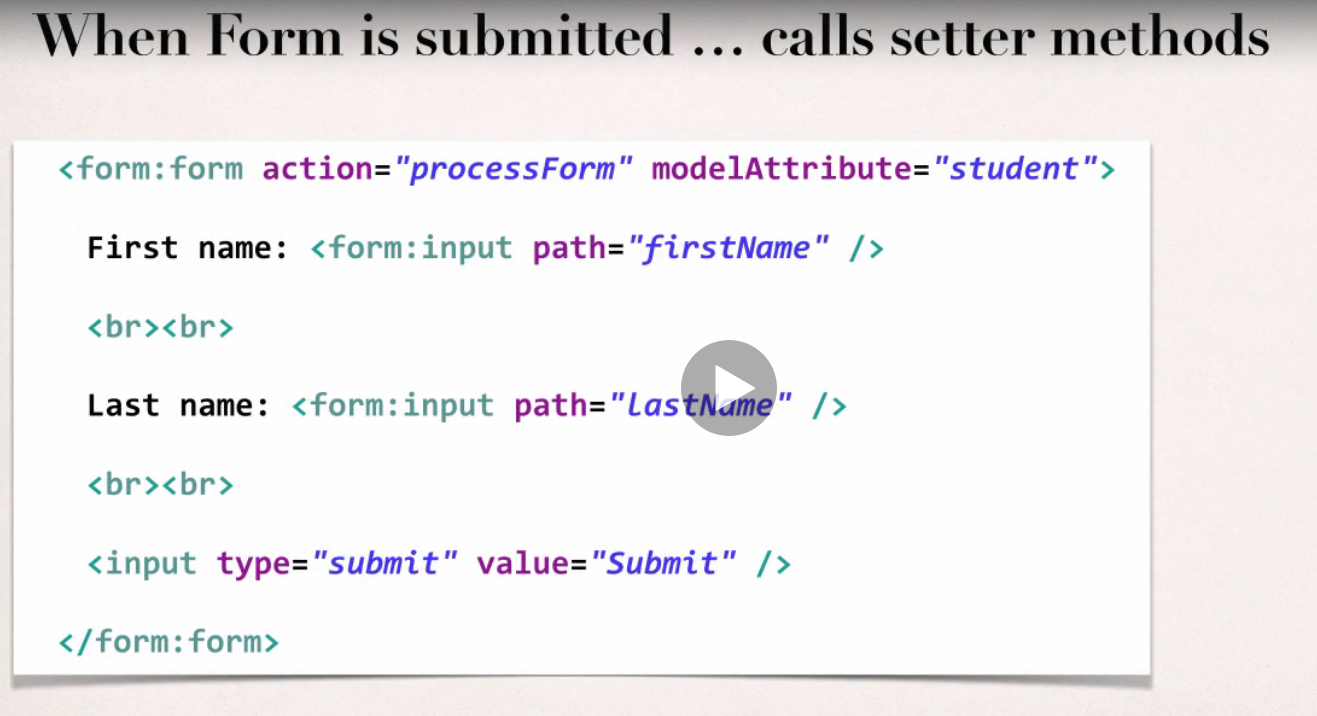 When Form is submitted … calls setter methods
<form:form action="processForm" modelAttribute="student">
First name: <form:input path="firstName" />
<br><br>
Last name: <form:input path="lastName" />
<br><br>
<input type="submit" value="Submit" />
</form:form>